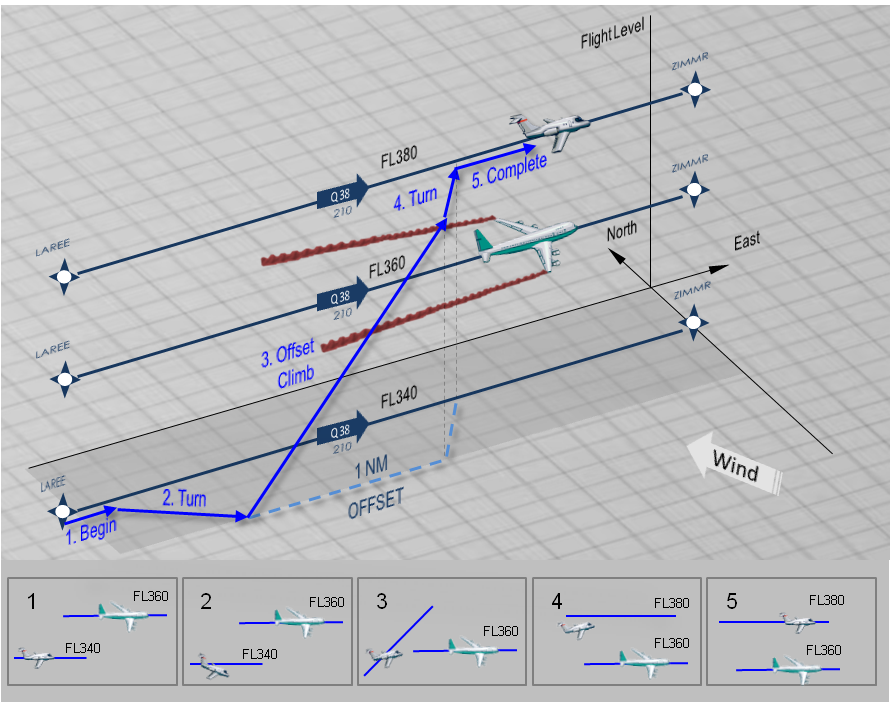 Flight Level
ZIMMR
FL380
Q38
210
4. Turn
5. Complete
LAREE
ZIMMR
North
East
FL360
Q38
210
LAREE
ZIMMR
3. Offset
Climb
FL340
Q38
210
LAREE
1 NM
OFFSET
Wind
2. Turn
1. Begin
1
FL360
FL340
2
FL360
FL340
3
FL360
4
FL380
FL360
5
FL380
FL360